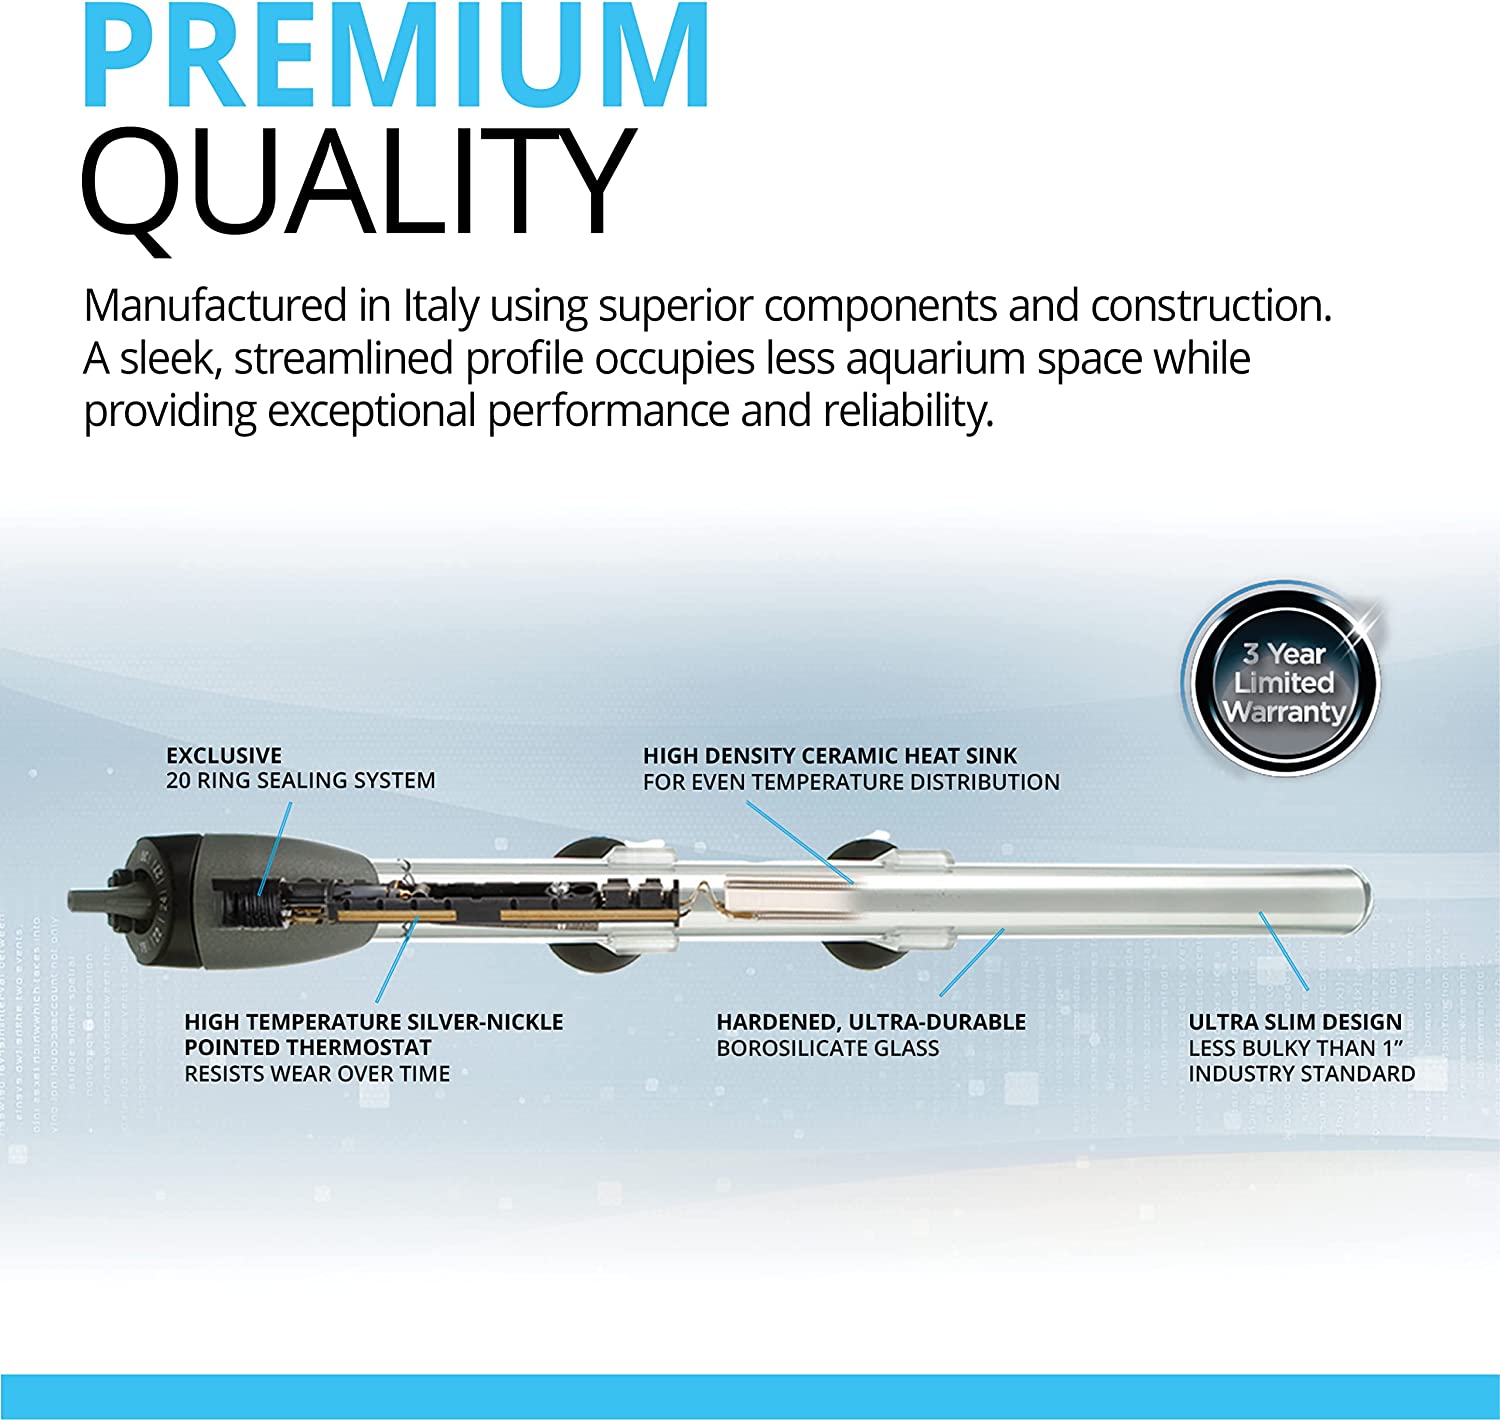 PREMIUM
QUALITY
Manufactured in Italy using superior components and construction.
A sleek, streamlined profile occupies less aquarium space while
providing exceptional performance and reliability.
3 Year
Limited
Warranty
EXCLUSIVE
20 RING SEALING SYSTEM
HIGH DENSITY CERAMIC HEAT SINK
FOR EVEN TEMPERATURE DISTRIBUTION
HIGH TEMPERATURE SILVER-NICKLE
POINTED THERMOSTAT
RESISTS WEAR OVER TIME
HARDENED, ULTRA-DURABLE
BOROSILICATE GLASS
ULTRA SLIM DESIGN
LESS BULKY THAN 1”
INDUSTRY STANDARD